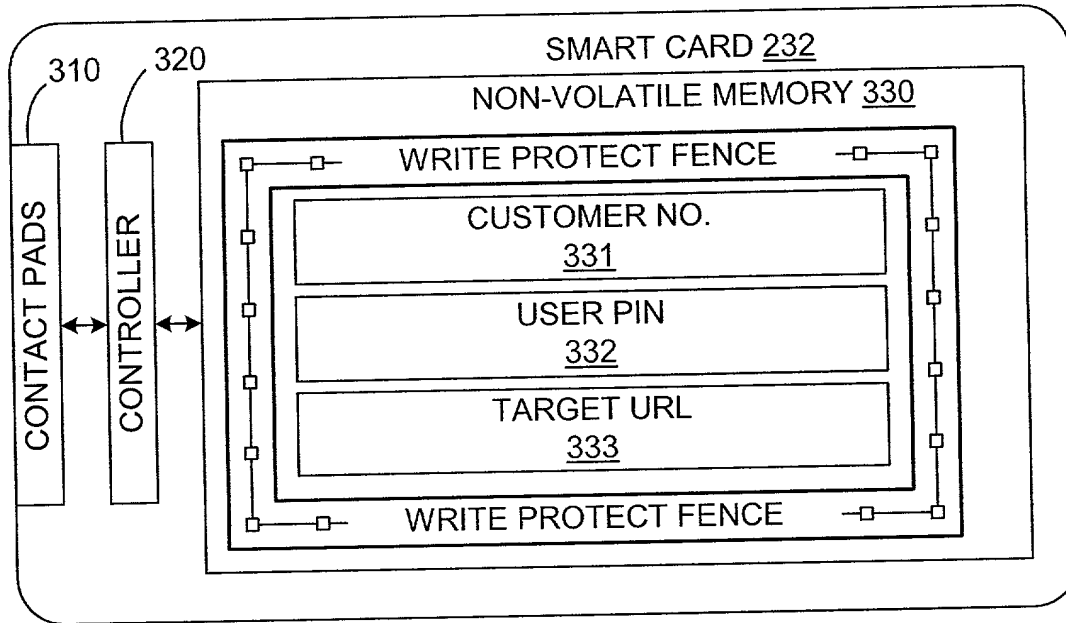 SMART CARD 232
310
320
NON-VOLATILE MEMORY 330
WRITE PROTECT FENCE
CONTACT PADS
CONTROLLER
CUSTOMER NO.
331
USER PIN
332
TARGET URL
333
WRITE PROTECT FENCE